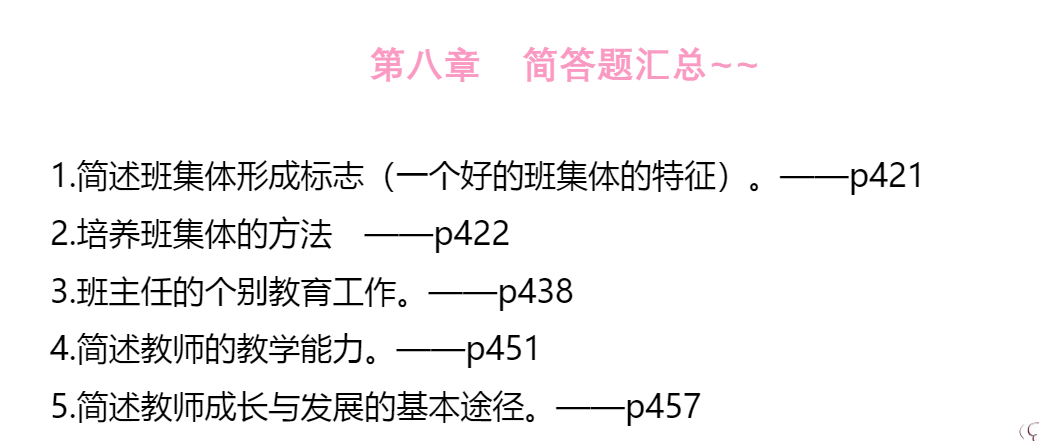 第八章 简答题汇总~~
1.简述班集体形成标志（一个好的班集体的特征）。——p421
2.培养班集体的方法 ——p422
3.班主任的个别教育工作。——p438
4.简述教师的教学能力。——p451
5.简述教师成长与发展的基本途径。——p457